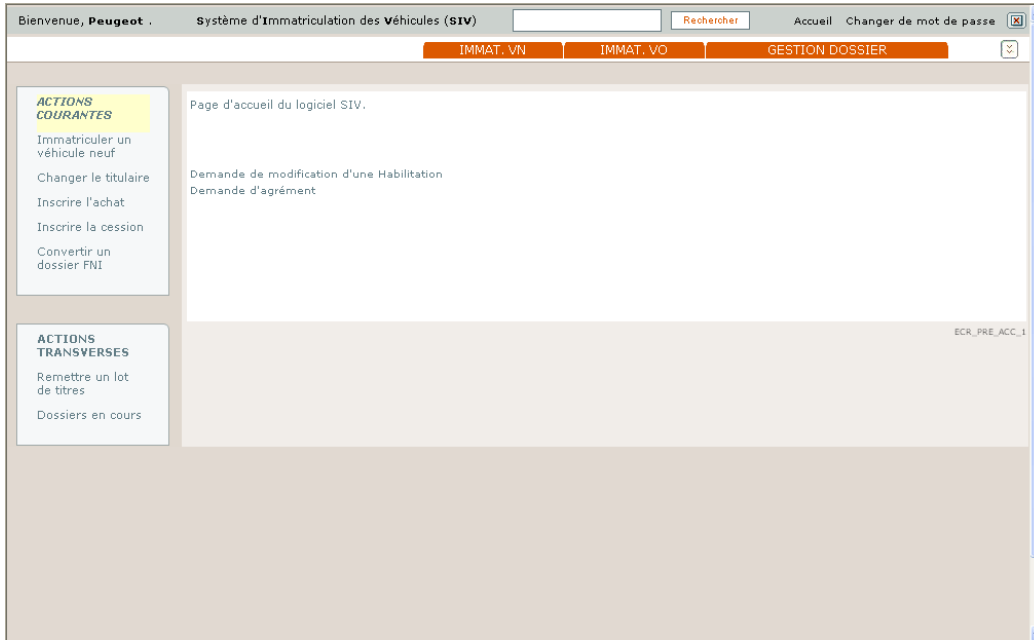 Bienvenue, Peugeot .
Système d'Immatriculation des Véhicules (SIV)
Rechercher
Accueil
Changer de mot de passe
IMMAT. VN
IMMAT. VO
GESTION DOSSIER
ACTIONS
COURANTES
Immatriculer un
véhicule neuf
Changer le titulaire
Inscrire l'achat
Inscrire la cession
Convertir un
dossier FNI
ACTIONS
TRANSVERSES
Remettre un lot
de titres
Dossiers en cours
Page d'accueil du logiciel SIV.
Demande de modification d'une Habilitation
Demande d'agrément
ECR_PRE_ACC_1